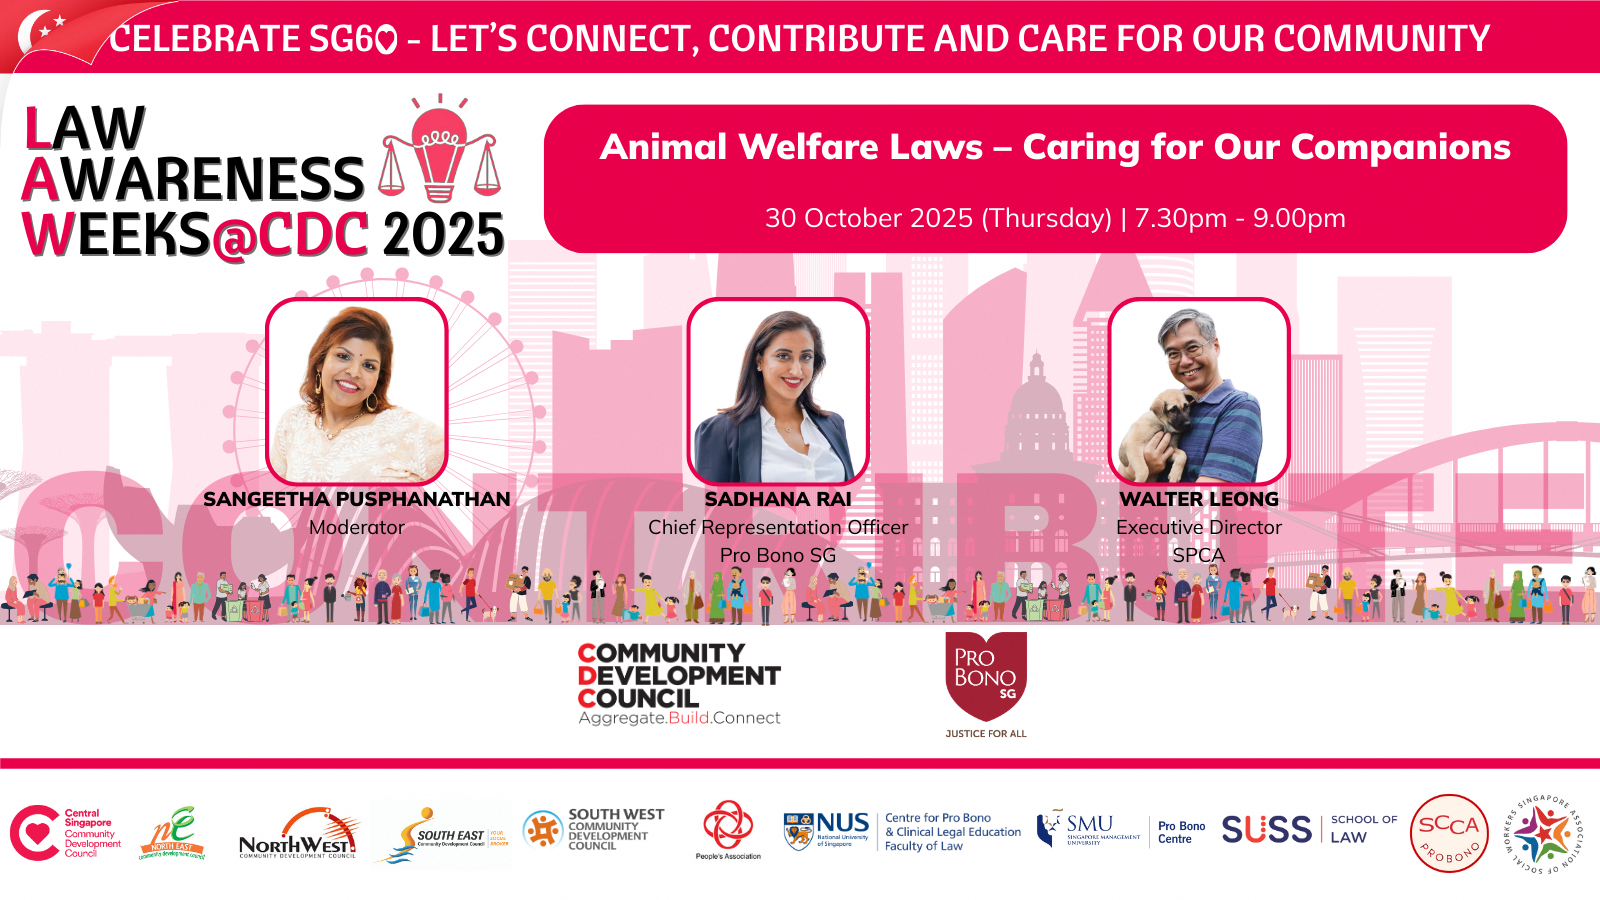 CELEBRATE SG60 - LET'S CONNECT, CONTRIBUTE AND CARE FOR OUR COMMUNITY
LAW
AWARENESS
WEEKS@CDC 2025
Animal Welfare Laws – Caring for Our Companions
30 October 2025 (Thursday) | 7.30pm - 9.00pm
CONTRIBUTE
SANGEETHA PUSPHANATHAN
Moderator
SADHANA RAI
Chief Representation Officer
Pro Bono SG
WALTER LEONG
Executive Director
SPCA
COMMUNITY
DEVELOPMENT
COUNCIL
Aggregate.Build.Connect
PRO
BONO
SG
JUSTICE FOR ALL
Central
Singapore
Community
Development
Council
nE
NORTH EAST
community development council
NORTHWEST
COMMUNITY DEVELOPMENT COUNCIL
SOUTH EAST
Community Development Council
YOUR
SOCIAL
BROKER
SOUTH WEST
COMMUNITY
DEVELOPMENT
COUNCIL
People's Association
NUS
National University
of Singapore
Centre for Pro Bono
& Clinical Legal Education
Faculty of Law
SMU
SINGAPORE MANAGEMENT
UNIVERSITY
Pro Bono
Centre
SUSS
SCHOOL OF
LAW
SCCA
PROBONO
SINGAPORE ASSOCIATION OF SOCIAL WORKERS